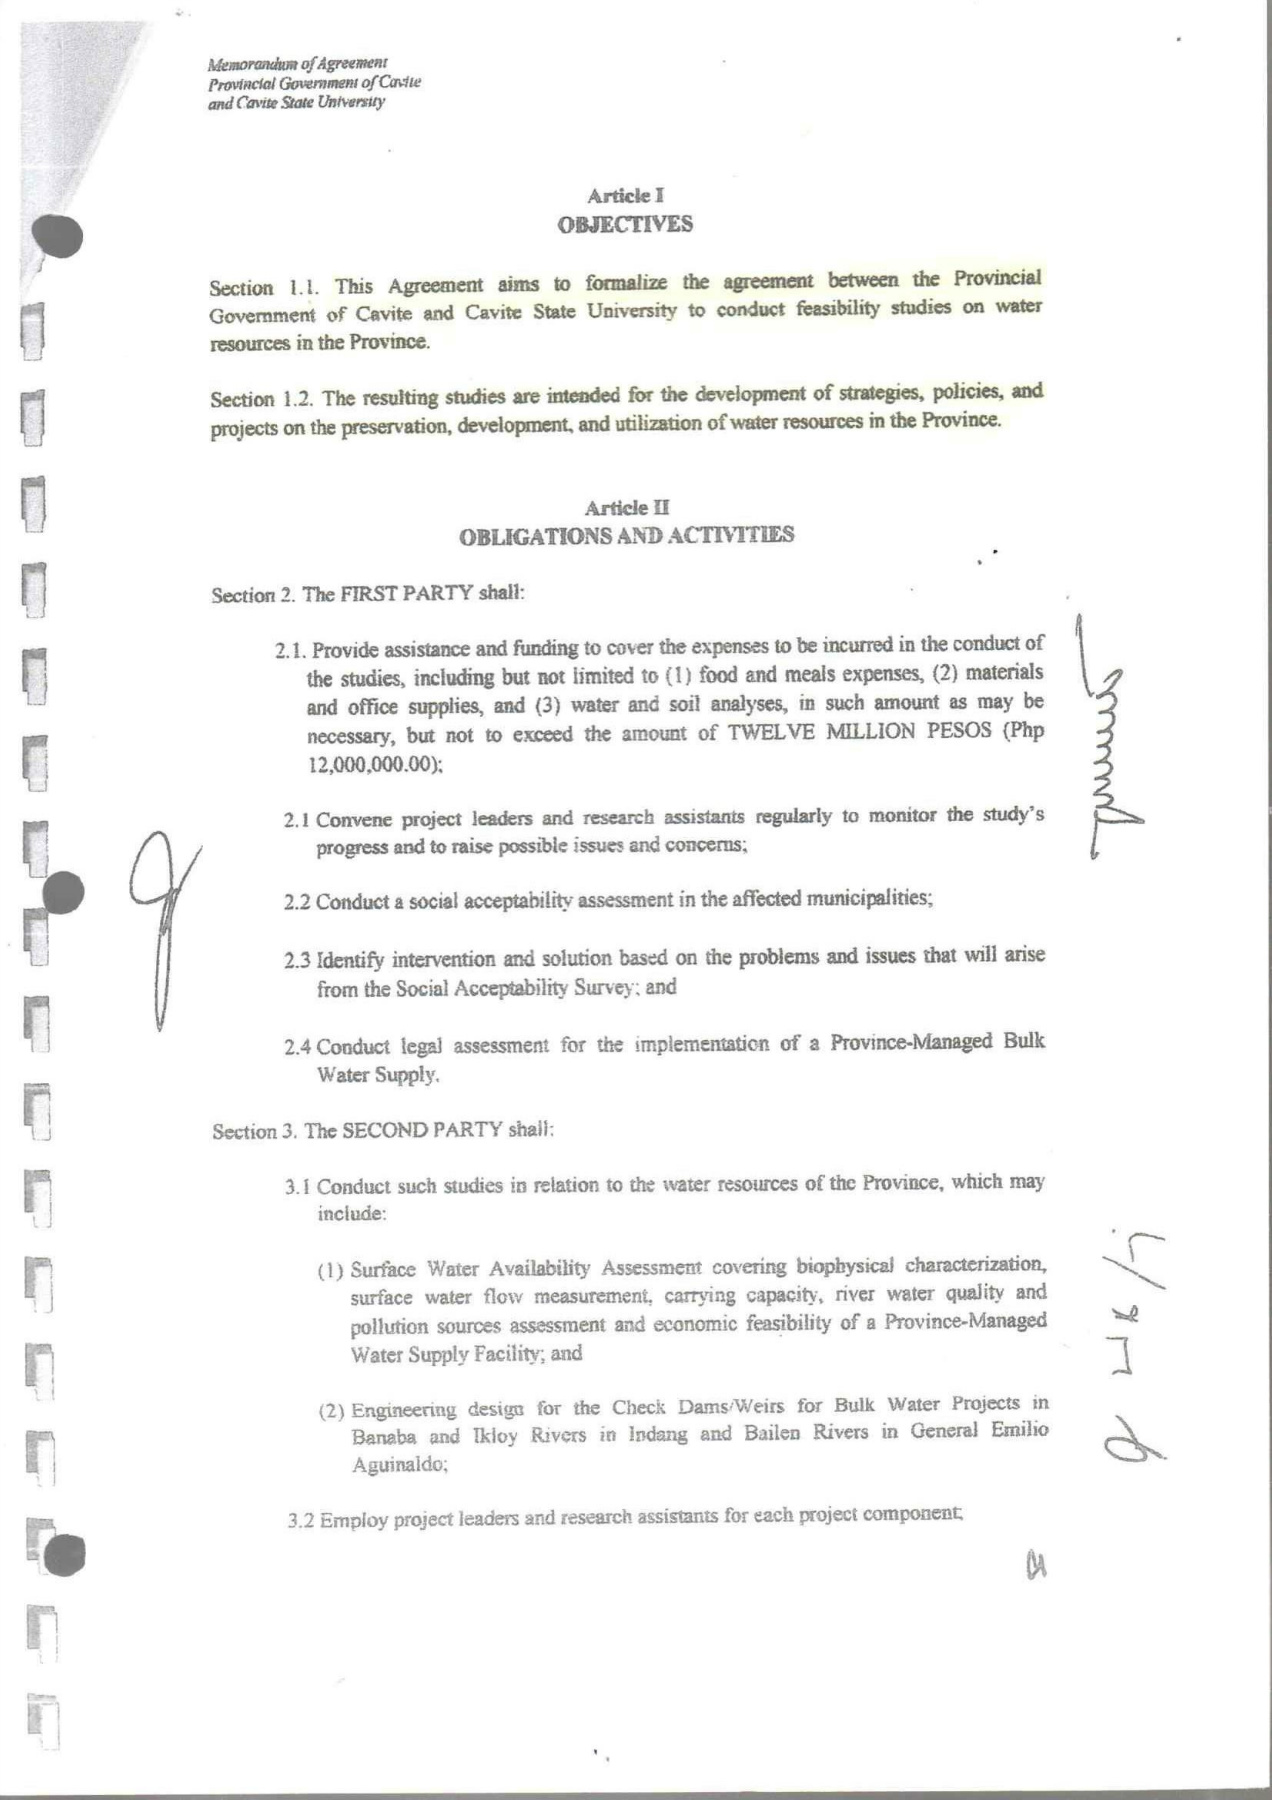 Memorandum of Agreement
Provincial Government of Cavite
and Cavite State University
Article I
OBJECTIVES
Section 1.1. This Agreement aims to formalize the agreement between the Provincial
Government of Cavite and Cavite State University to conduct feasibility studies on water
resources in the Province.
Section 1.2. The resulting studies are intended for the development of strategies, policies, and
projects on the preservation, development, and utilization of water resources in the Province.
Article II
OBLIGATIONS AND ACTIVITIES
Section 2. The FIRST PARTY shall:
2.1. Provide assistance and funding to cover the expenses to be incurred in the conduct of
the studies, including but not limited to (1) food and meals expenses, (2) materials
and office supplies, and (3) water and soil analyses, in such amount as may be
necessary, but not to exceed the amount of TWELVE MILLION PESOS (Php
12,000,000.00);
2.1 Convene project leaders and research assistants regularly to monitor the study's
progress and to raise possible issues and concerns;
2.2 Conduct a social acceptability assessment in the affected municipalities;
2.3 Identify intervention and solution based on the problems and issues that will arise
from the Social Acceptability Survey; and
2.4 Conduct legal assessment for the implementation of a Province-Managed Bulk
Water Supply.
Section 3. The SECOND PARTY shall:
3.1 Conduct such studies in relation to the water resources of the Province, which may
include:
(1) Surface Water Availability Assessment covering biophysical characterization,
surface water flow measurement, carrying capacity, river water quality and
pollution sources assessment and economic feasibility of a Province-Managed
Water Supply Facility; and
(2) Engineering design for the Check Dams/Weirs for Bulk Water Projects in
Banaba and Ikloy Rivers in Indang and Bailen Rivers in General Emilio
Aguinaldo;
3.2 Employ project leaders and research assistants for each project component;